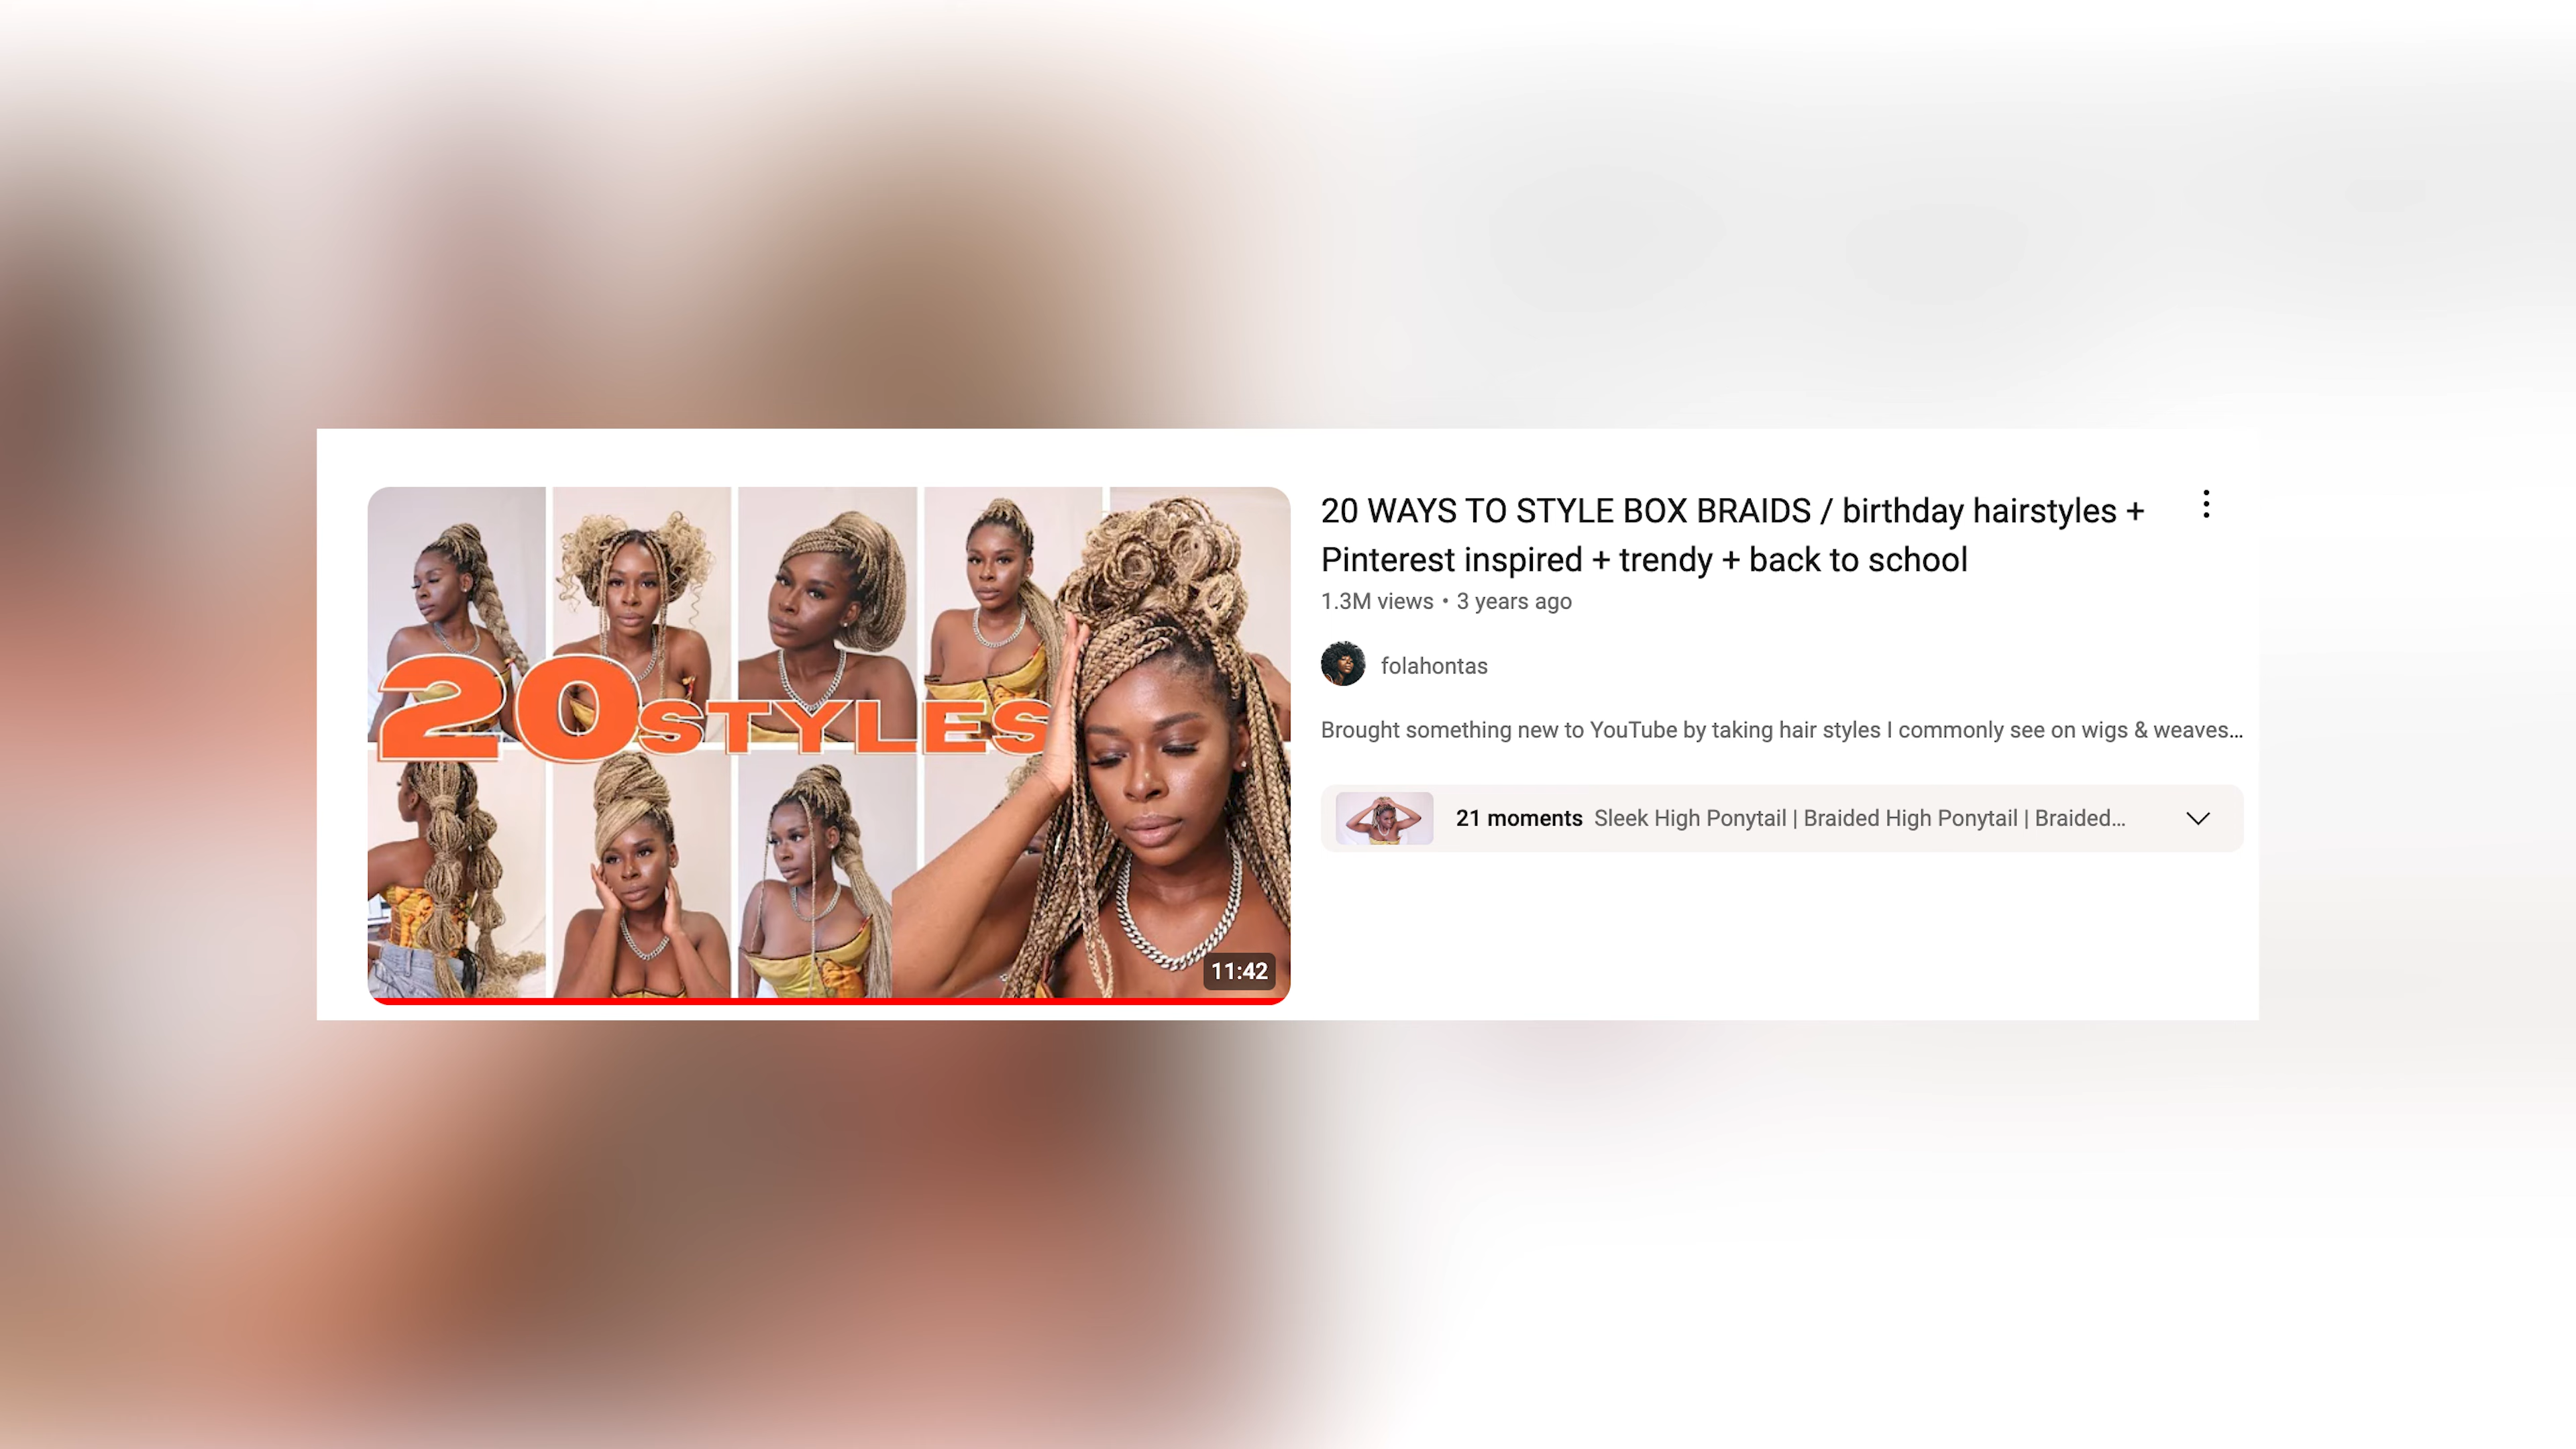 20 STYLES
11:42
20 WAYS TO STYLE BOX BRAIDS / birthday hairstyles +
Pinterest inspired + trendy + back to school
1.3M views • 3 years ago
folahontas
Brought something new to YouTube by taking hair styles I commonly see on wigs & weaves...
21 moments Sleek High Ponytail | Braided High Ponytail | Braided...